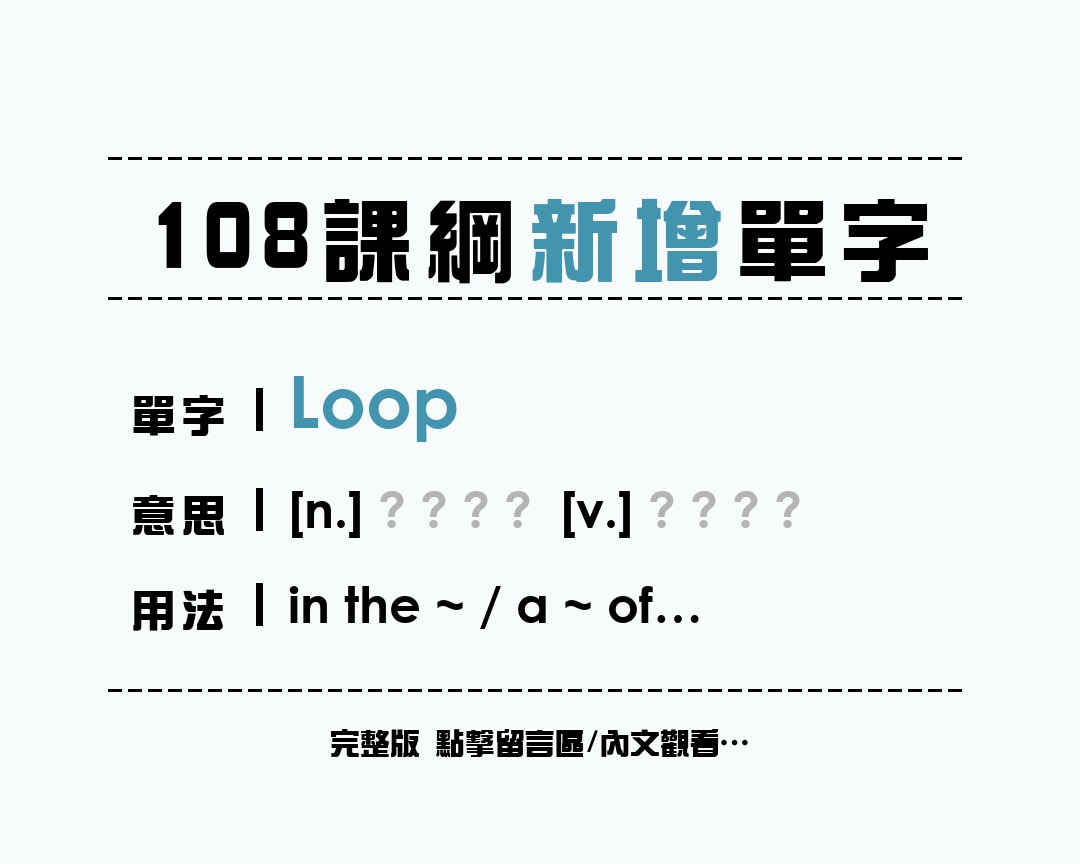 108課綱新增單字
單字 | Loop
意思 | [n.] ？？？？ [v.] ？？？？
用法 | in the ~ / a ~ of…
完整版 點擊留言區/內文觀看…